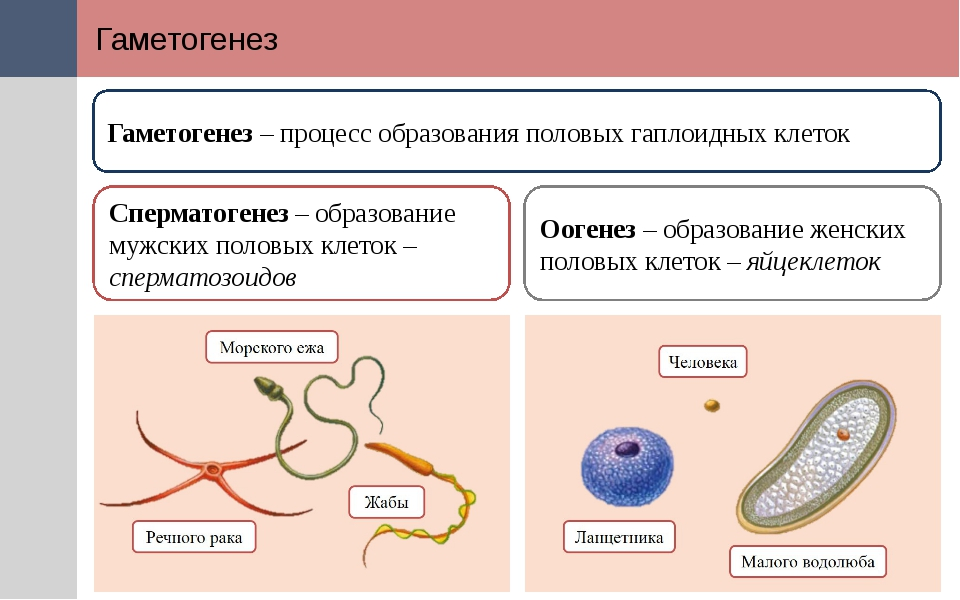 Гаметогенез
Гаметогенез – процесс образования половых гаплоидных клеток
Сперматогенез – образование
мужских половых клеток –
сперматозоидов
Оогенез – образование женских
половых клеток – яйцеклеток
Морского ежа
Жабы
Речного рака
Человека
Ланцетника
Малого водолюба